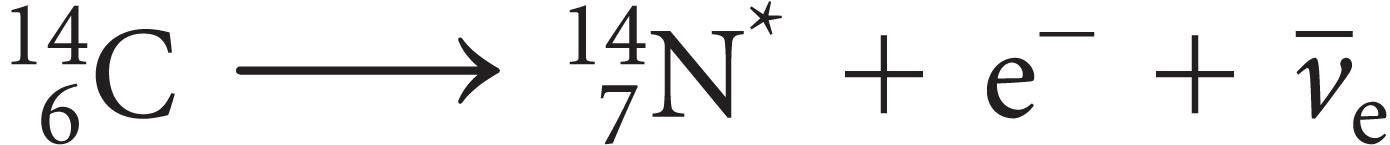 ¹⁴₆C ⟶ ¹⁴₇N* + e⁻ + ν̅ₑ